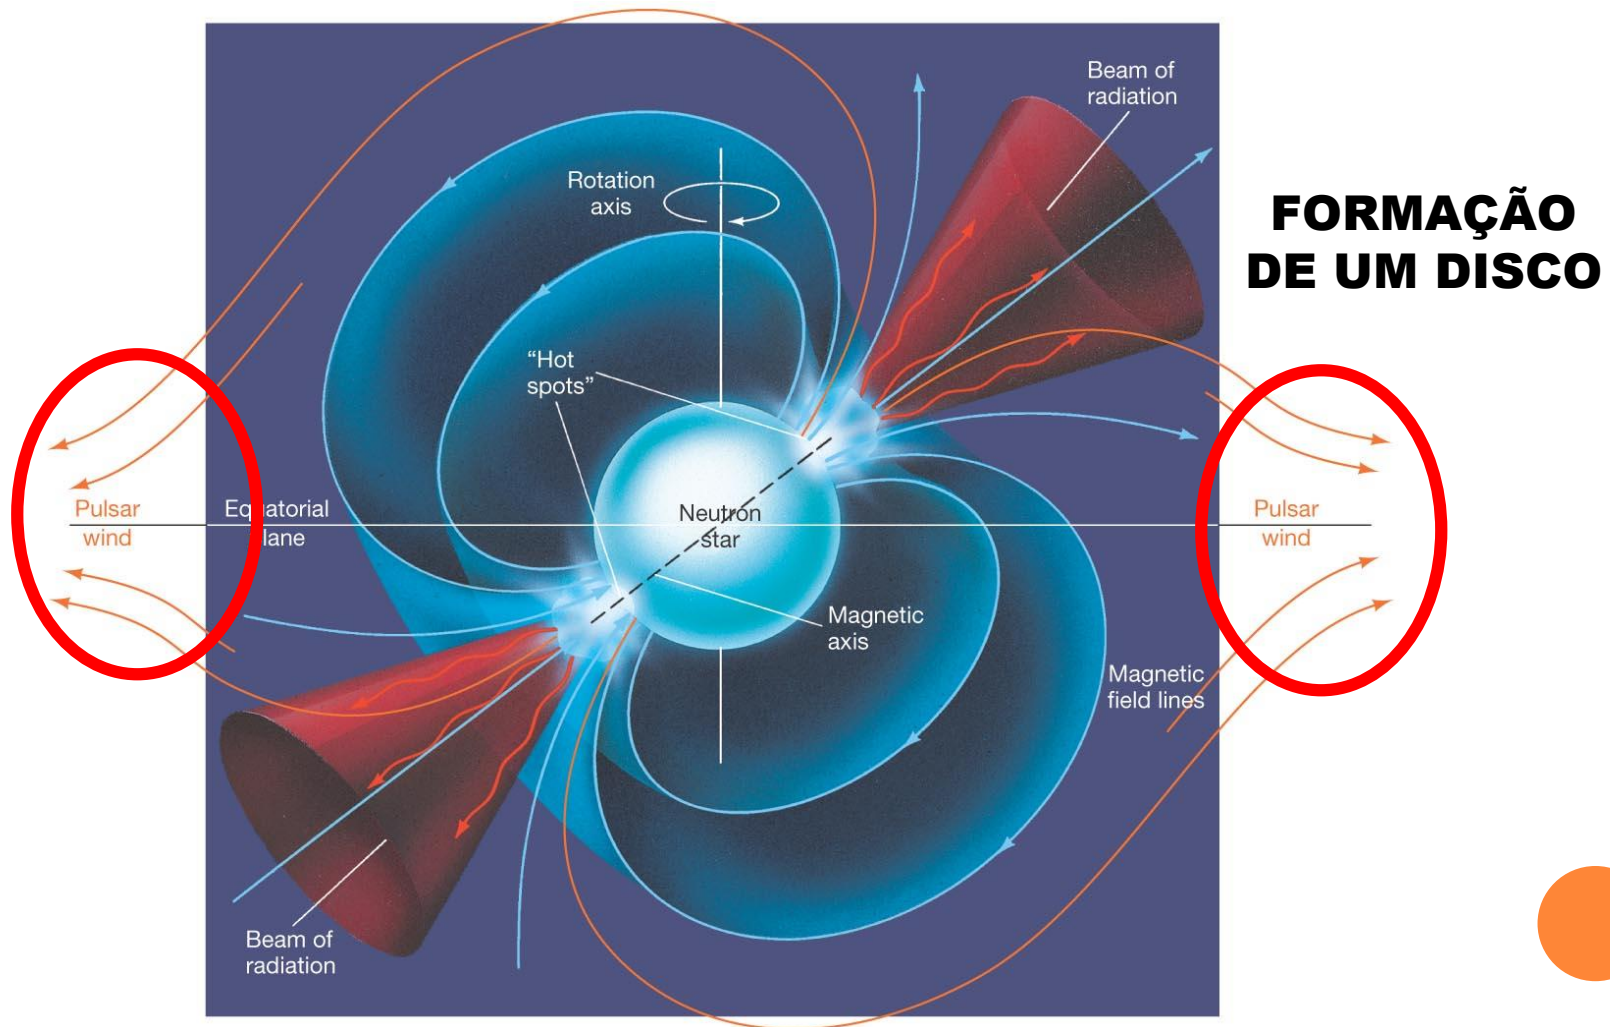 Beam of
radiation
FORMAÇÃO
DE UM DISCO
Rotation
axis
“Hot
spots”
Pulsar
wind
Equatorial
plane
Neutron
star
Pulsar
wind
Magnetic
axis
Magnetic
field lines
Beam of
radiation